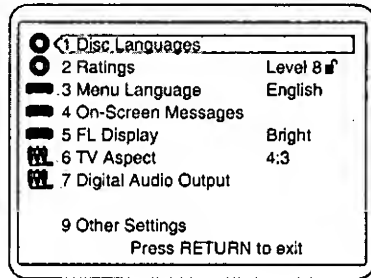 1 Disc Languages
2 Ratings Level 8
3 Menu Language English
4 On-Screen Messages
5 FL Display Bright
6 TV Aspect 4:3
7 Digital Audio Output
9 Other Settings
Press RETURN to exit